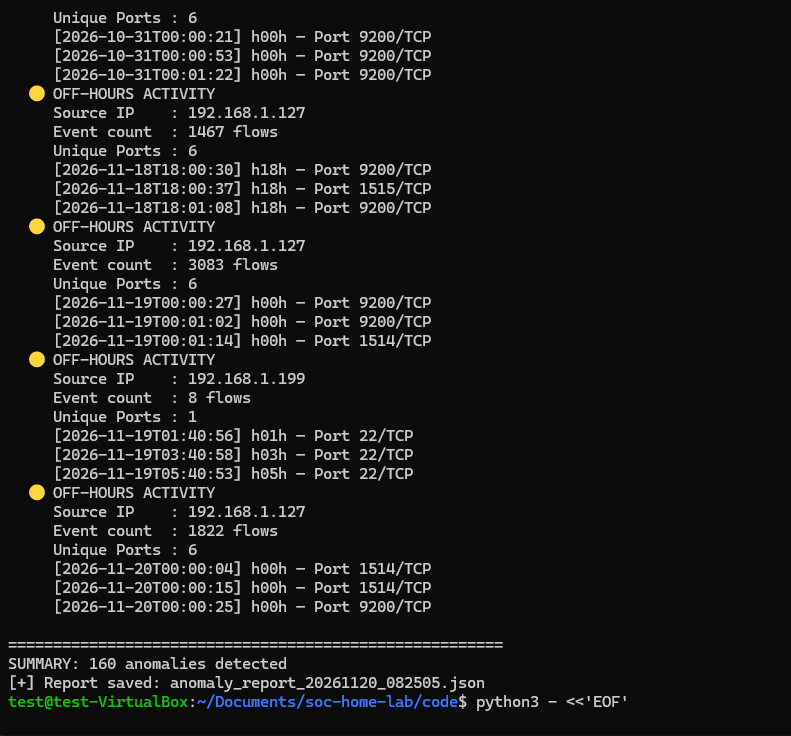 Unique Ports : 6
[2026-10-31T00:00:21] h00h — Port 9200/TCP
[2026-10-31T00:00:53] h00h — Port 9200/TCP
[2026-10-31T00:01:22] h00h — Port 9200/TCP
OFF-HOURS ACTIVITY
Source IP    : 192.168.1.127
Event count  : 1467 flows
Unique Ports : 6
[2026-11-18T18:00:30] h18h — Port 9200/TCP
[2026-11-18T18:00:37] h18h — Port 1515/TCP
[2026-11-18T18:01:08] h18h — Port 9200/TCP
OFF-HOURS ACTIVITY
Source IP    : 192.168.1.127
Event count  : 3083 flows
Unique Ports : 6
[2026-11-19T00:00:27] h00h — Port 9200/TCP
[2026-11-19T00:01:02] h00h — Port 9200/TCP
[2026-11-19T00:01:14] h00h — Port 1514/TCP
OFF-HOURS ACTIVITY
Source IP    : 192.168.1.199
Event count  : 8 flows
Unique Ports : 1
[2026-11-19T01:40:56] h01h — Port 22/TCP
[2026-11-19T03:40:58] h03h — Port 22/TCP
[2026-11-19T05:40:53] h05h — Port 22/TCP
OFF-HOURS ACTIVITY
Source IP    : 192.168.1.127
Event count  : 1822 flows
Unique Ports : 6
[2026-11-20T00:00:04] h00h — Port 1514/TCP
[2026-11-20T00:00:15] h00h — Port 1514/TCP
[2026-11-20T00:00:25] h00h — Port 9200/TCP
=======================================================
SUMMARY: 160 anomalies detected
[+] Report saved: anomaly_report_20261120_082505.json
test@test-VirtualBox:~/Documents/soc-home-lab/code$ python3 - <<'EOF'